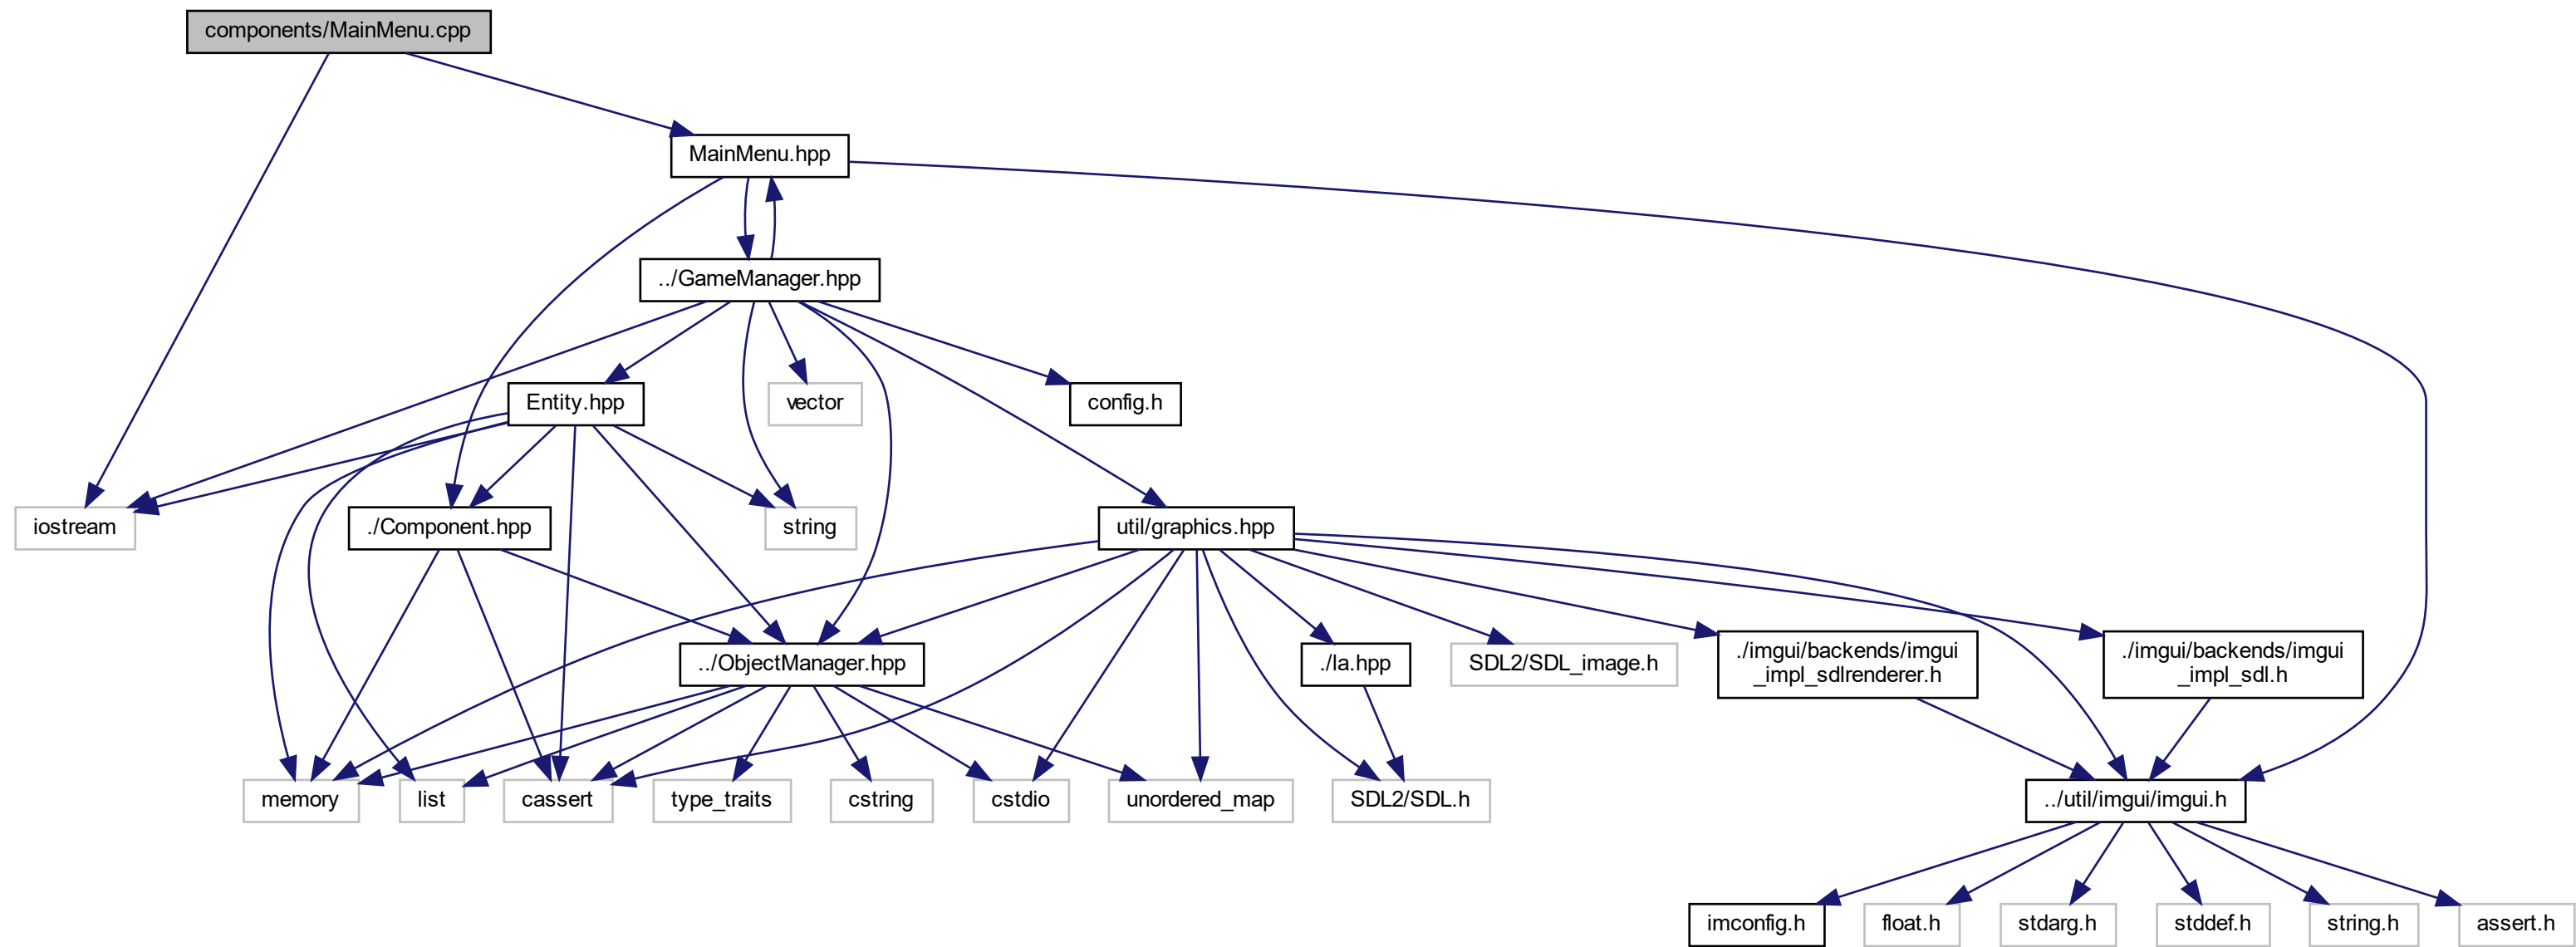 components/MainMenu.cpp
MainMenu.hpp
../GameManager.hpp
Entity.hpp
vector
config.h
iostream
./Component.hpp
string
util/graphics.hpp
../ObjectManager.hpp
./la.hpp
SDL2/SDL_image.h
./imgui/backends/imgui
_impl_sdlrenderer.h
./imgui/backends/imgui
_impl_sdl.h
memory
list
cassert
type_traits
cstring
cstdio
unordered_map
SDL2/SDL.h
../util/imgui/imgui.h
imconfig.h
float.h
stdarg.h
stddef.h
string.h
assert.h